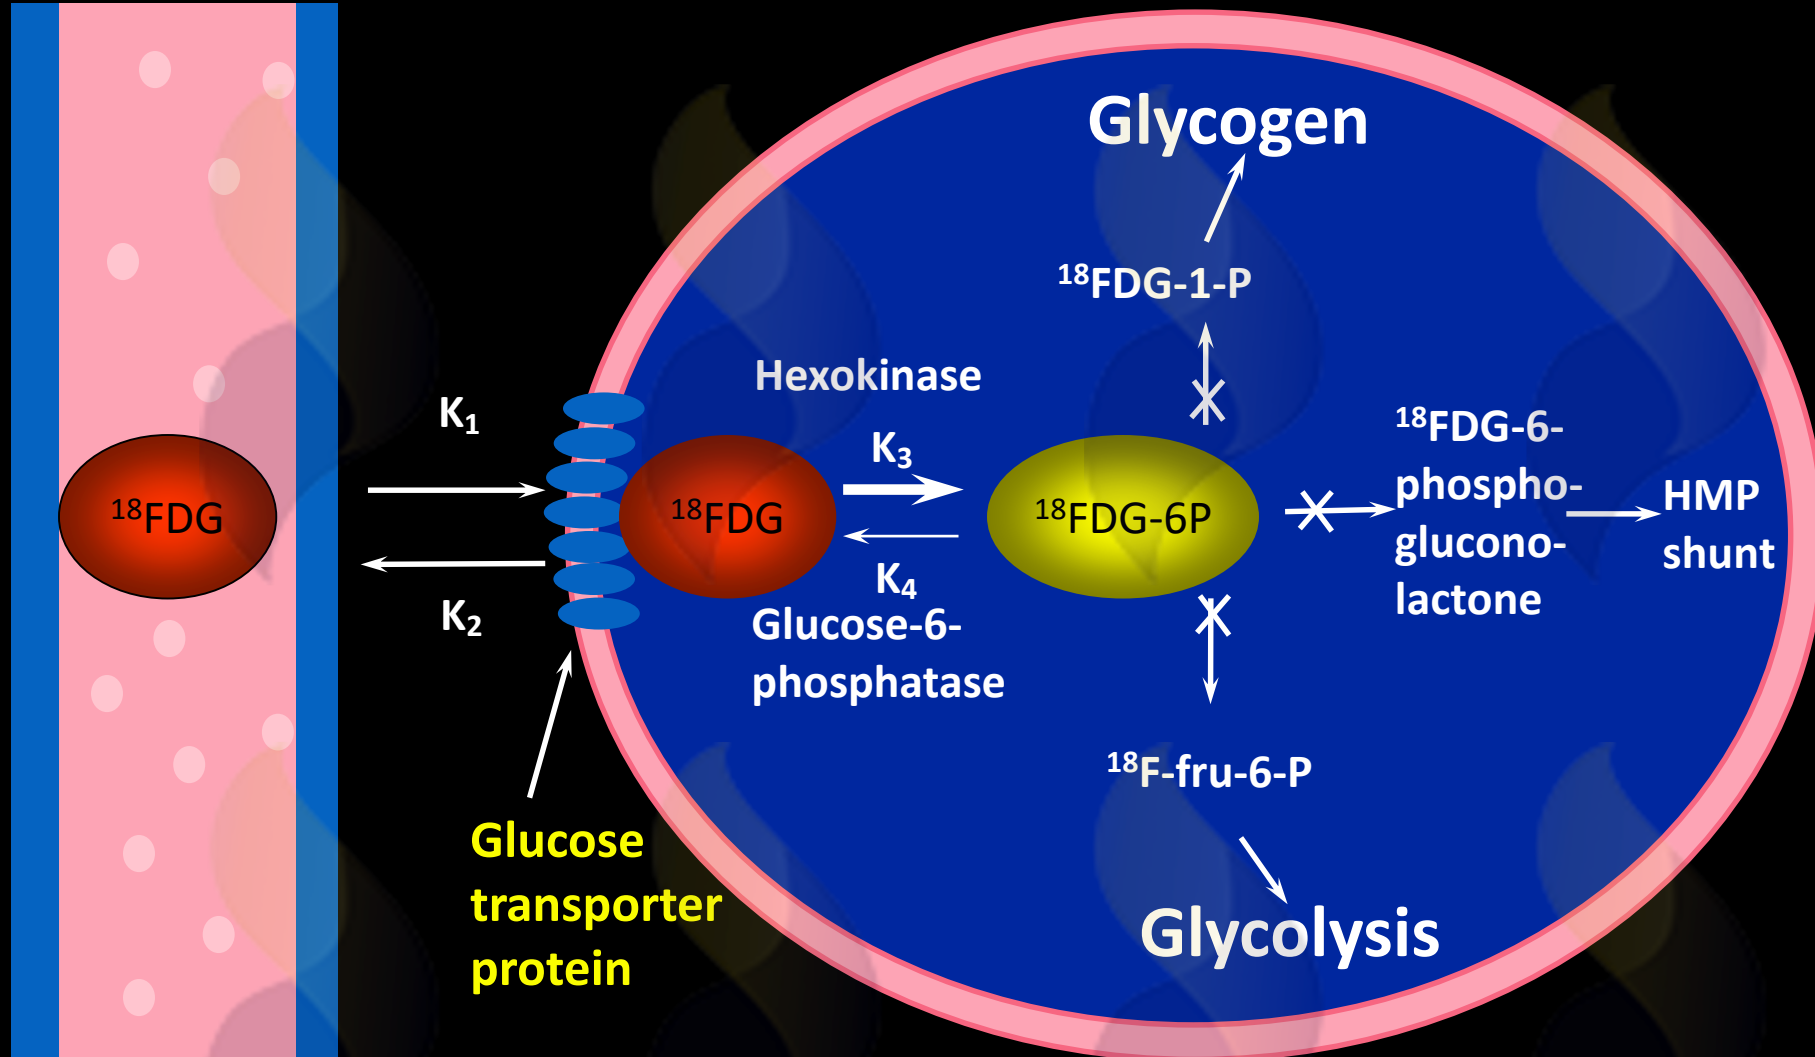 Glycogen
¹⁸FDG-1-P
Hexokinase
K₁
K₃
¹⁸FDG
¹⁸FDG
¹⁸FDG-6P
¹⁸FDG-6-
phospho-
glucono-
lactone
HMP
shunt
K₂
K₄
Glucose-6-
phosphatase
¹⁸F-fru-6-P
Glucose
transporter
protein
Glycolysis